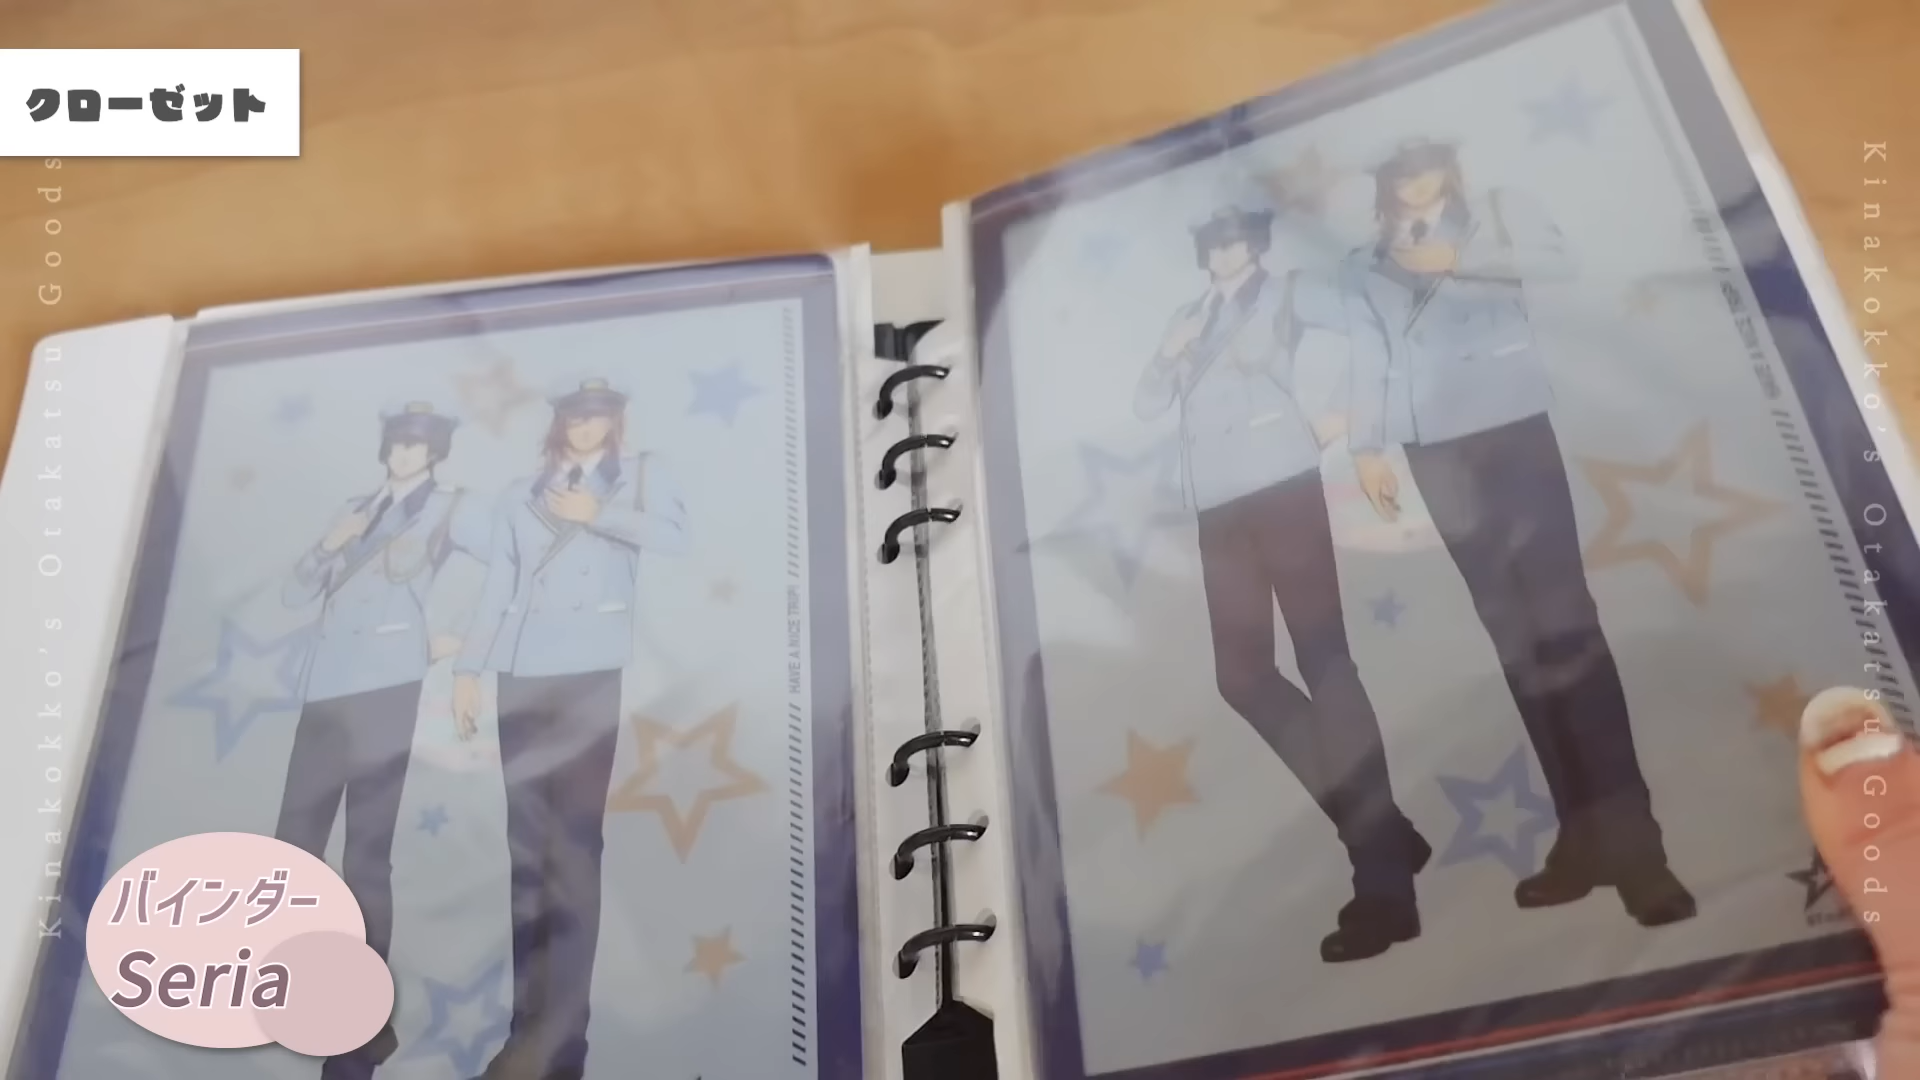 クローゼット
Kinakokko's Otakatsu Goods
Kinakokko's Otakatsu Goods
HAVE A NICE TRIP!
バインダー
Seria